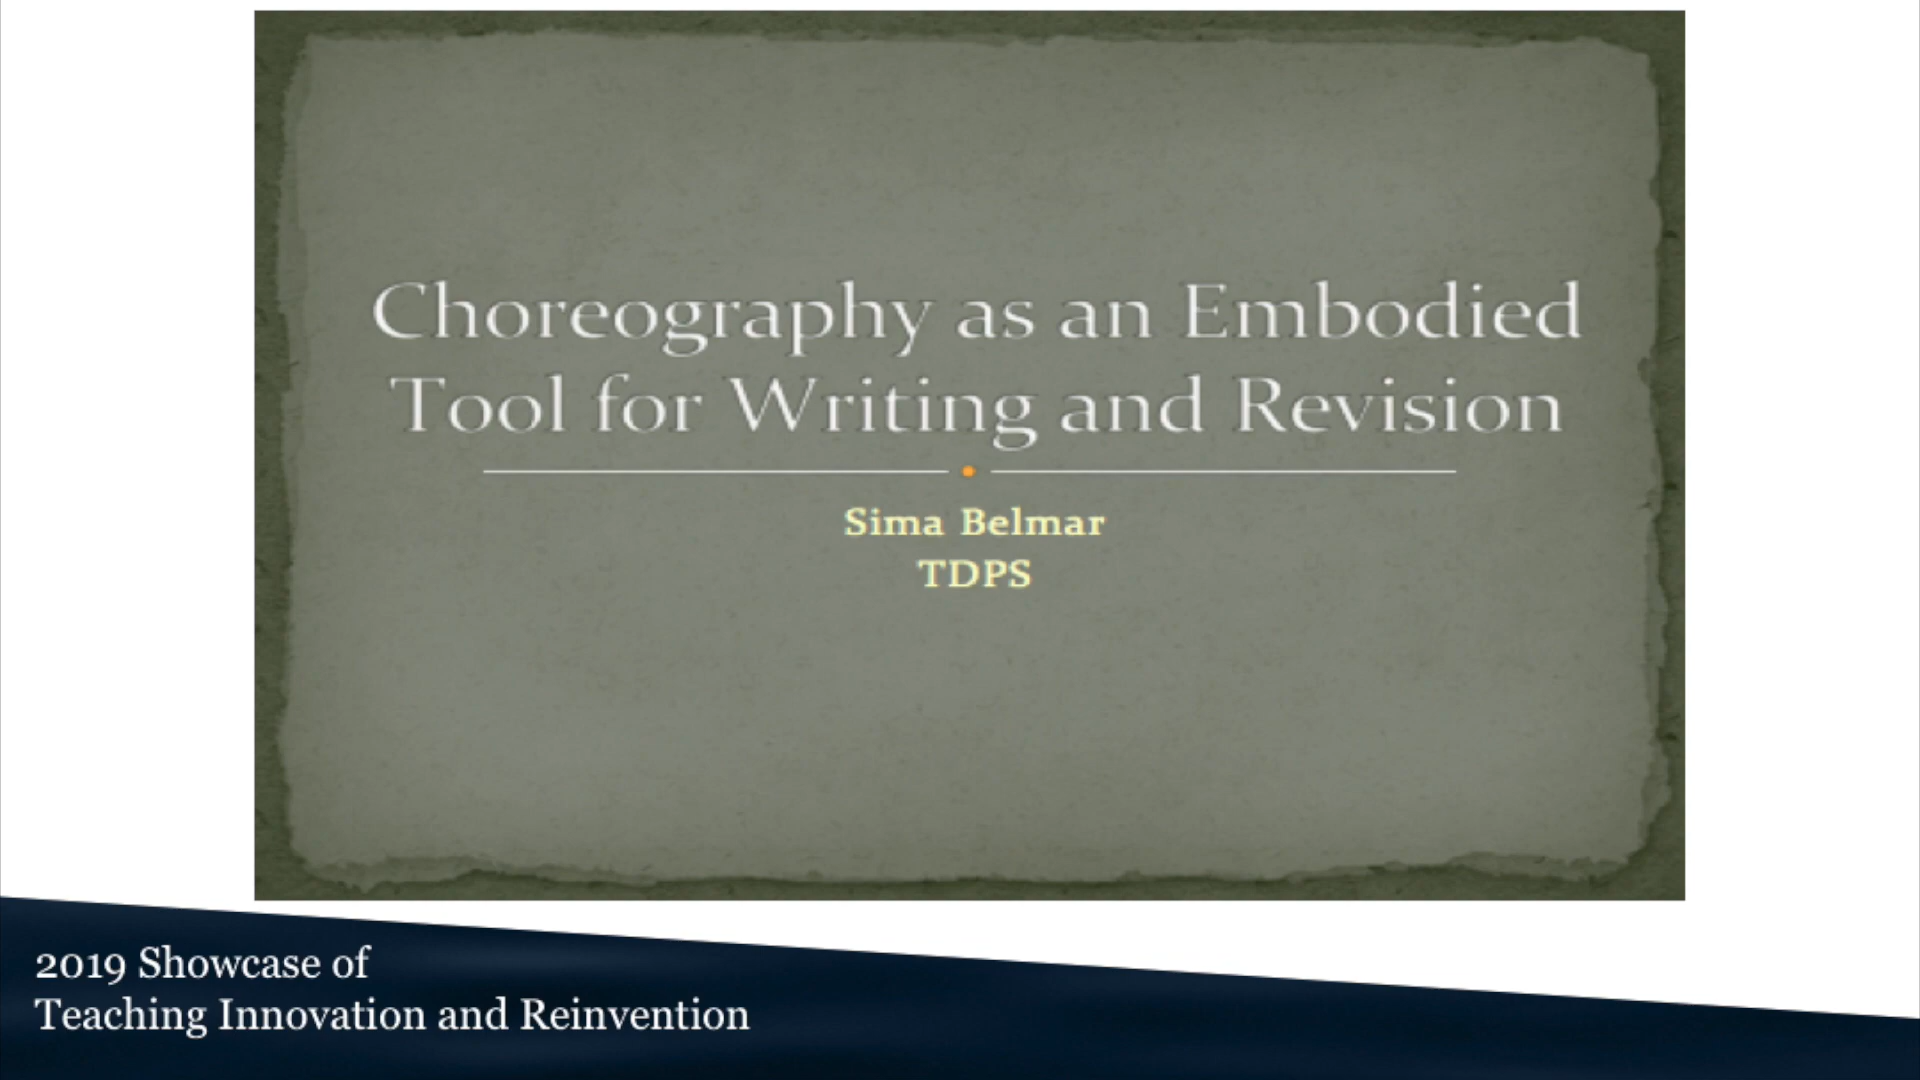 Choreography as an Embodied
Tool for Writing and Revision
Sima Belmar
TDPS
2019 Showcase of
Teaching Innovation and Reinvention